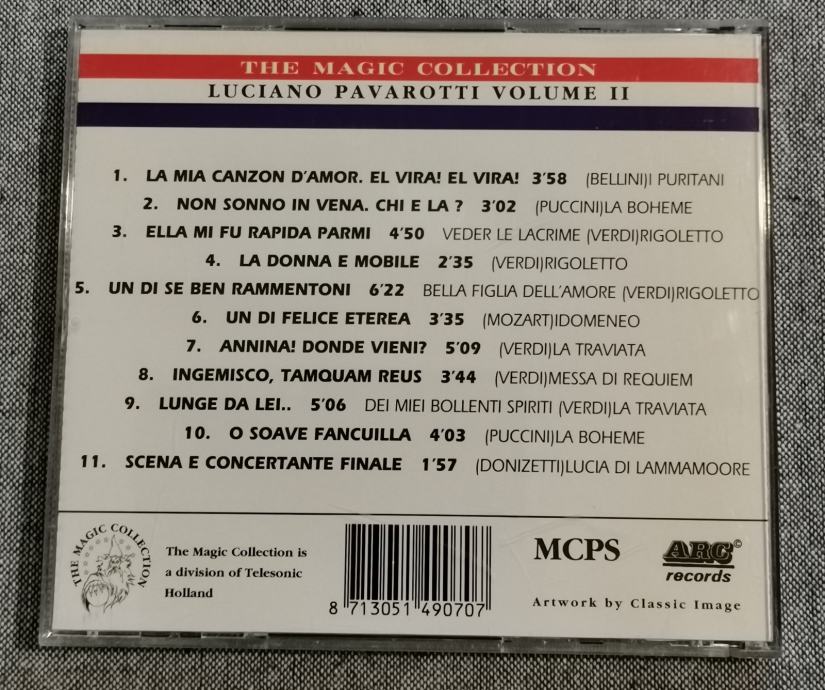 THE MAGIC COLLECTION
LUCIANO PAVAROTTI VOLUME II
1. LA MIA CANZON D'AMOR. EL VIRA! EL VIRA! 3'58 (BELLINI)I PURITANI
2. NON SONNO IN VENA. CHI E LA ? 3'02 (PUCCINI)LA BOHEME
3. ELLA MI FU RAPIDA PARMI 4'50 VEDER LE LACRIME (VERDI)RIGOLETTO
4. LA DONNA E MOBILE 2'35 (VERDI)RIGOLETTO
5. UN DI SE BEN RAMMENTONI 6'22 BELLA FIGLIA DELL'AMORE (VERDI)RIGOLETTO
6. UN DI FELICE ETEREA 3'35 (MOZART)IDOMENEO
7. ANNINA! DONDE VIENI? 5'09 (VERDI)LA TRAVIATA
8. INGEMISCO, TAMQUAM REUS 3'44 (VERDI)MESSA DI REQUIEM
9. LUNGE DA LEI.. 5'06 DEI MIEI BOLLENTI SPIRITI (VERDI)LA TRAVIATA
10. O SOAVE FANCUILLA 4'03 (PUCCINI)LA BOHEME
11. SCENA E CONCERTANTE FINALE 1'57 (DONIZETTI)LUCIA DI LAMMAMOORE
THE MAGIC COLLECTION
The Magic Collection is
a division of Telesonic
Holland
8 713051 490707
MCPS
ARC©
records
Artwork by Classic Image